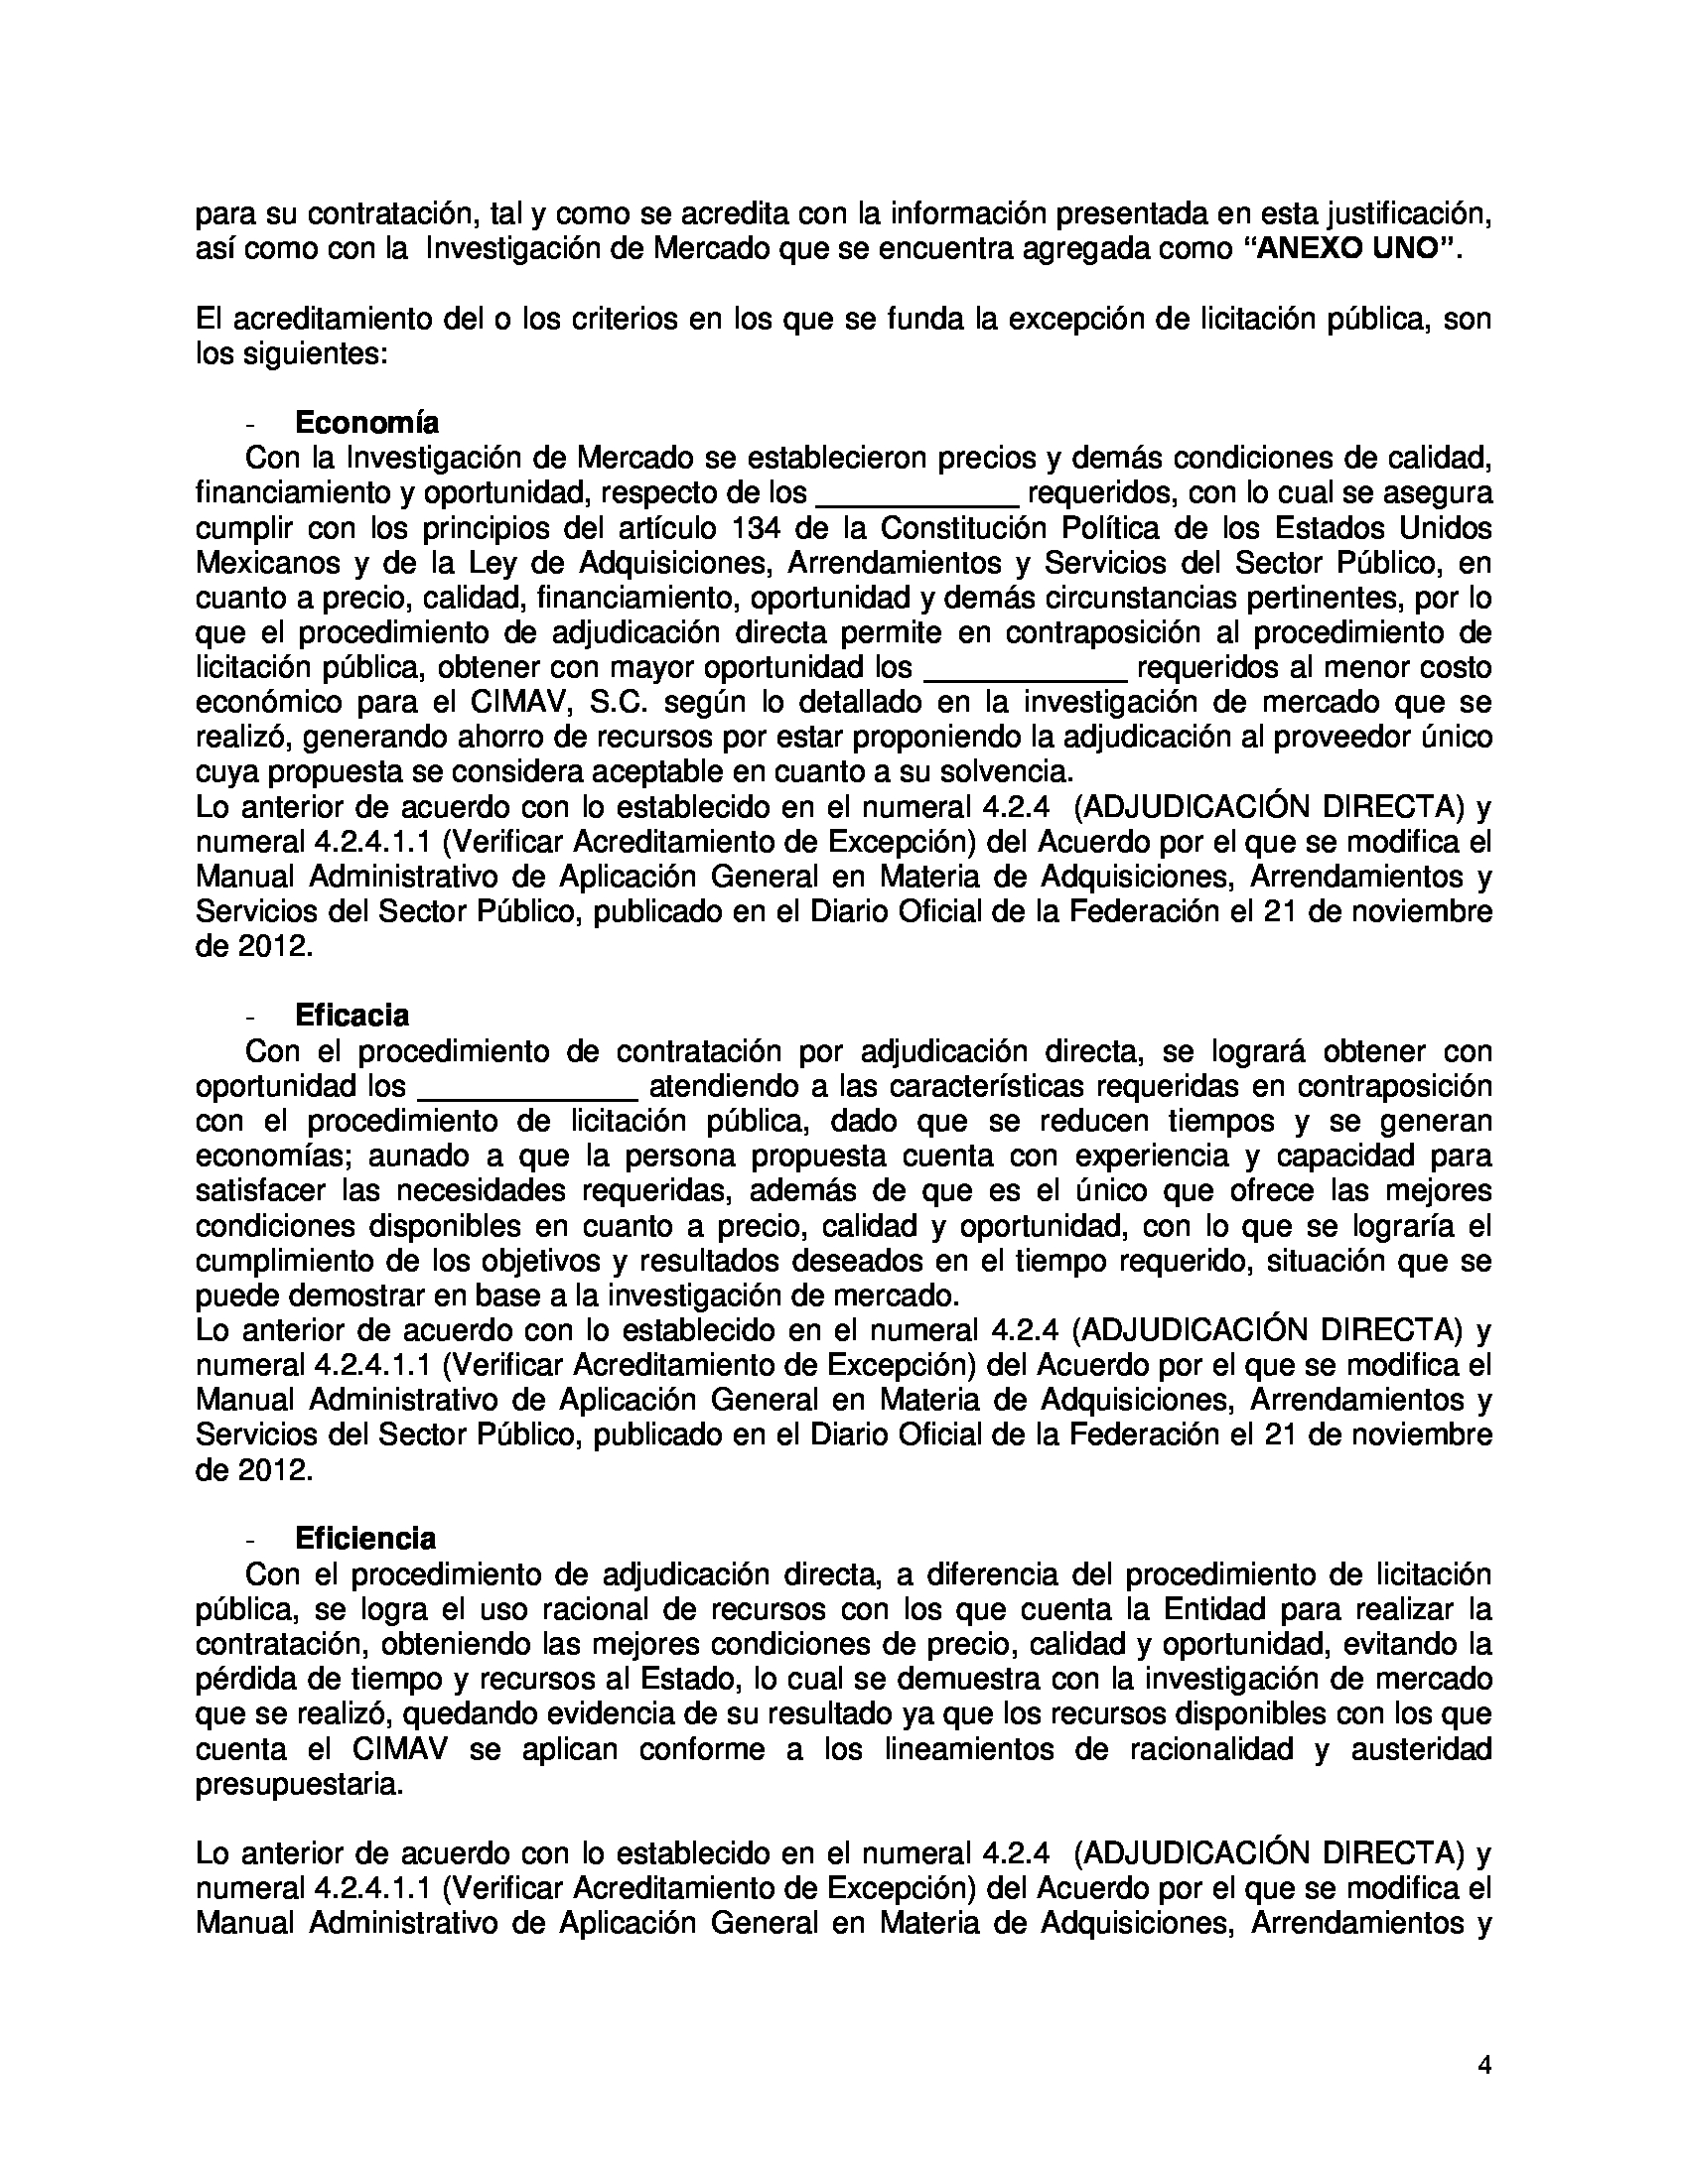 para su contratación, tal y como se acredita con la información presentada en esta justificación,
así como con la  Investigación de Mercado que se encuentra agregada como “ANEXO UNO”.
El acreditamiento del o los criterios en los que se funda la excepción de licitación pública, son
los siguientes:
- Economía
Con la Investigación de Mercado se establecieron precios y demás condiciones de calidad,
financiamiento y oportunidad, respecto de los ____________ requeridos, con lo cual se asegura
cumplir con los principios del artículo 134 de la Constitución Política de los Estados Unidos
Mexicanos y de la Ley de Adquisiciones, Arrendamientos y Servicios del Sector Público, en
cuanto a precio, calidad, financiamiento, oportunidad y demás circunstancias pertinentes, por lo
que el procedimiento de adjudicación directa permite en contraposición al procedimiento de
licitación pública, obtener con mayor oportunidad los ____________ requeridos al menor costo
económico para el CIMAV, S.C. según lo detallado en la investigación de mercado que se
realizó, generando ahorro de recursos por estar proponiendo la adjudicación al proveedor único
cuya propuesta se considera aceptable en cuanto a su solvencia.
Lo anterior de acuerdo con lo establecido en el numeral 4.2.4  (ADJUDICACIÓN DIRECTA) y
numeral 4.2.4.1.1 (Verificar Acreditamiento de Excepción) del Acuerdo por el que se modifica el
Manual Administrativo de Aplicación General en Materia de Adquisiciones, Arrendamientos y
Servicios del Sector Público, publicado en el Diario Oficial de la Federación el 21 de noviembre
de 2012.
- Eficacia
Con el procedimiento de contratación por adjudicación directa, se logrará obtener con
oportunidad los _____________ atendiendo a las características requeridas en contraposición
con el procedimiento de licitación pública, dado que se reducen tiempos y se generan
economías; aunado a que la persona propuesta cuenta con experiencia y capacidad para
satisfacer las necesidades requeridas, además de que es el único que ofrece las mejores
condiciones disponibles en cuanto a precio, calidad y oportunidad, con lo que se lograría el
cumplimiento de los objetivos y resultados deseados en el tiempo requerido, situación que se
puede demostrar en base a la investigación de mercado.
Lo anterior de acuerdo con lo establecido en el numeral 4.2.4 (ADJUDICACIÓN DIRECTA) y
numeral 4.2.4.1.1 (Verificar Acreditamiento de Excepción) del Acuerdo por el que se modifica el
Manual Administrativo de Aplicación General en Materia de Adquisiciones, Arrendamientos y
Servicios del Sector Público, publicado en el Diario Oficial de la Federación el 21 de noviembre
de 2012.
- Eficiencia
Con el procedimiento de adjudicación directa, a diferencia del procedimiento de licitación
pública, se logra el uso racional de recursos con los que cuenta la Entidad para realizar la
contratación, obteniendo las mejores condiciones de precio, calidad y oportunidad, evitando la
pérdida de tiempo y recursos al Estado, lo cual se demuestra con la investigación de mercado
que se realizó, quedando evidencia de su resultado ya que los recursos disponibles con los que
cuenta el CIMAV se aplican conforme a los lineamientos de racionalidad y austeridad
presupuestaria.
Lo anterior de acuerdo con lo establecido en el numeral 4.2.4  (ADJUDICACIÓN DIRECTA) y
numeral 4.2.4.1.1 (Verificar Acreditamiento de Excepción) del Acuerdo por el que se modifica el
Manual Administrativo de Aplicación General en Materia de Adquisiciones, Arrendamientos y
4